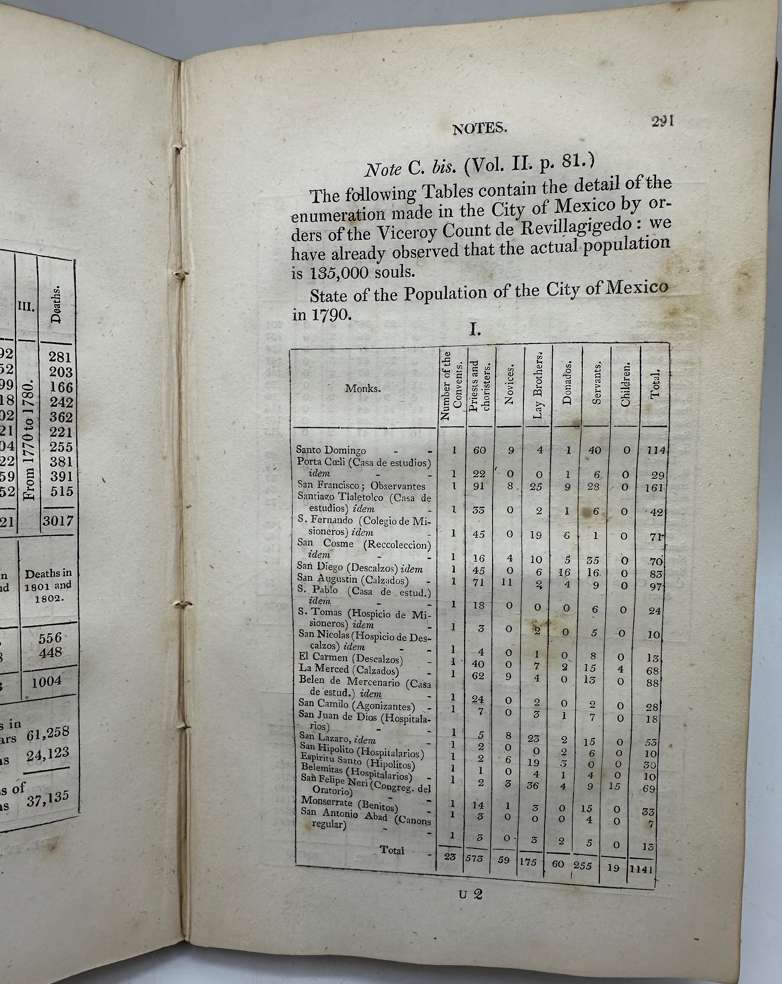 III.
Deaths.
92 281
52 203
99 166
18 242
02 362
21 221
04 255
22 381
59 391
52 515
From 1770 to 1780.
21 3017
Deaths in
1801 and
1802.
556
448
1004
s in
ars 61,258
as 24,123
s of
as 37,135
NOTES. 291
Note C. bis. (Vol. II. p. 81.)
The following Tables contain the detail of the
enumeration made in the City of Mexico by or-
ders of the Viceroy Count de Revillagigedo : we
have already observed that the actual population
is 135,000 souls.
State of the Population of the City of Mexico
in 1790.
I.
Monks. Number of the Convents. Priests and choristers. Novices. Lay Brothers. Donados. Servants. Children. Total.
Santo Domingo - - 1 60 9 4 1 40 0 114
Porta Cœli (Casa de estudios)
idem - - 1 22 0 0 1 6 0 29
San Francisco; Observantes 1 91 8 25 9 28 0 161
Santiago Tlaletolco (Casa de
estudios) idem - 1 33 0 2 1 6 0 42
S. Fernando (Colegio de Mi-
sioneros) idem - 1 45 0 19 6 1 0 71
San Cosme (Reccoleccion)
idem - - 1 16 4 10 5 35 0 70
San Diego (Descalzos) idem 1 45 0 6 16 16 0 83
San Augustin (Calzados) - 1 71 11 2 4 9 0 97
S. Pablo (Casa de estud.)
idem - - 1 18 0 0 0 6 0 24
S. Tomas (Hospicio de Mi-
sioneros) idem - 1 3 0 2 0 5 0 10
San Nicolas (Hospicio de Des-
calzos) idem - - 1 4 0 1 0 8 0 13
El Carmen (Descalzos) - 1 40 0 7 2 15 4 68
La Merced (Calzados) - 1 62 9 4 0 13 0 88
Belen de Mercenario (Casa
de estud.) idem - 1 24 0 2 0 2 0 28
San Camilo (Agonizantes) - 1 7 0 3 1 7 0 18
San Juan de Dios (Hospitala-
rios) - - 1 5 8 23 2 15 0 53
San Lazaro, idem - 1 2 0 0 2 6 0 10
San Hipolito (Hospitalarios) 1 2 6 19 3 0 0 30
Espiritu Santo (Hipolitos) 1 1 0 4 1 4 0 10
Belemitas (Hospitalarios) - 1 2 3 36 4 9 15 69
San Felipe Neri (Congreg. del
Oratorio) - - 1 14 1 3 0 15 0 33
Monserrate (Benitos) - 1 3 0 0 0 4 0 7
San Antonio Abad (Canons
regular) - - 1 3 0 3 2 5 0 13
Total - 23 573 59 175 60 255 19 1141
U 2